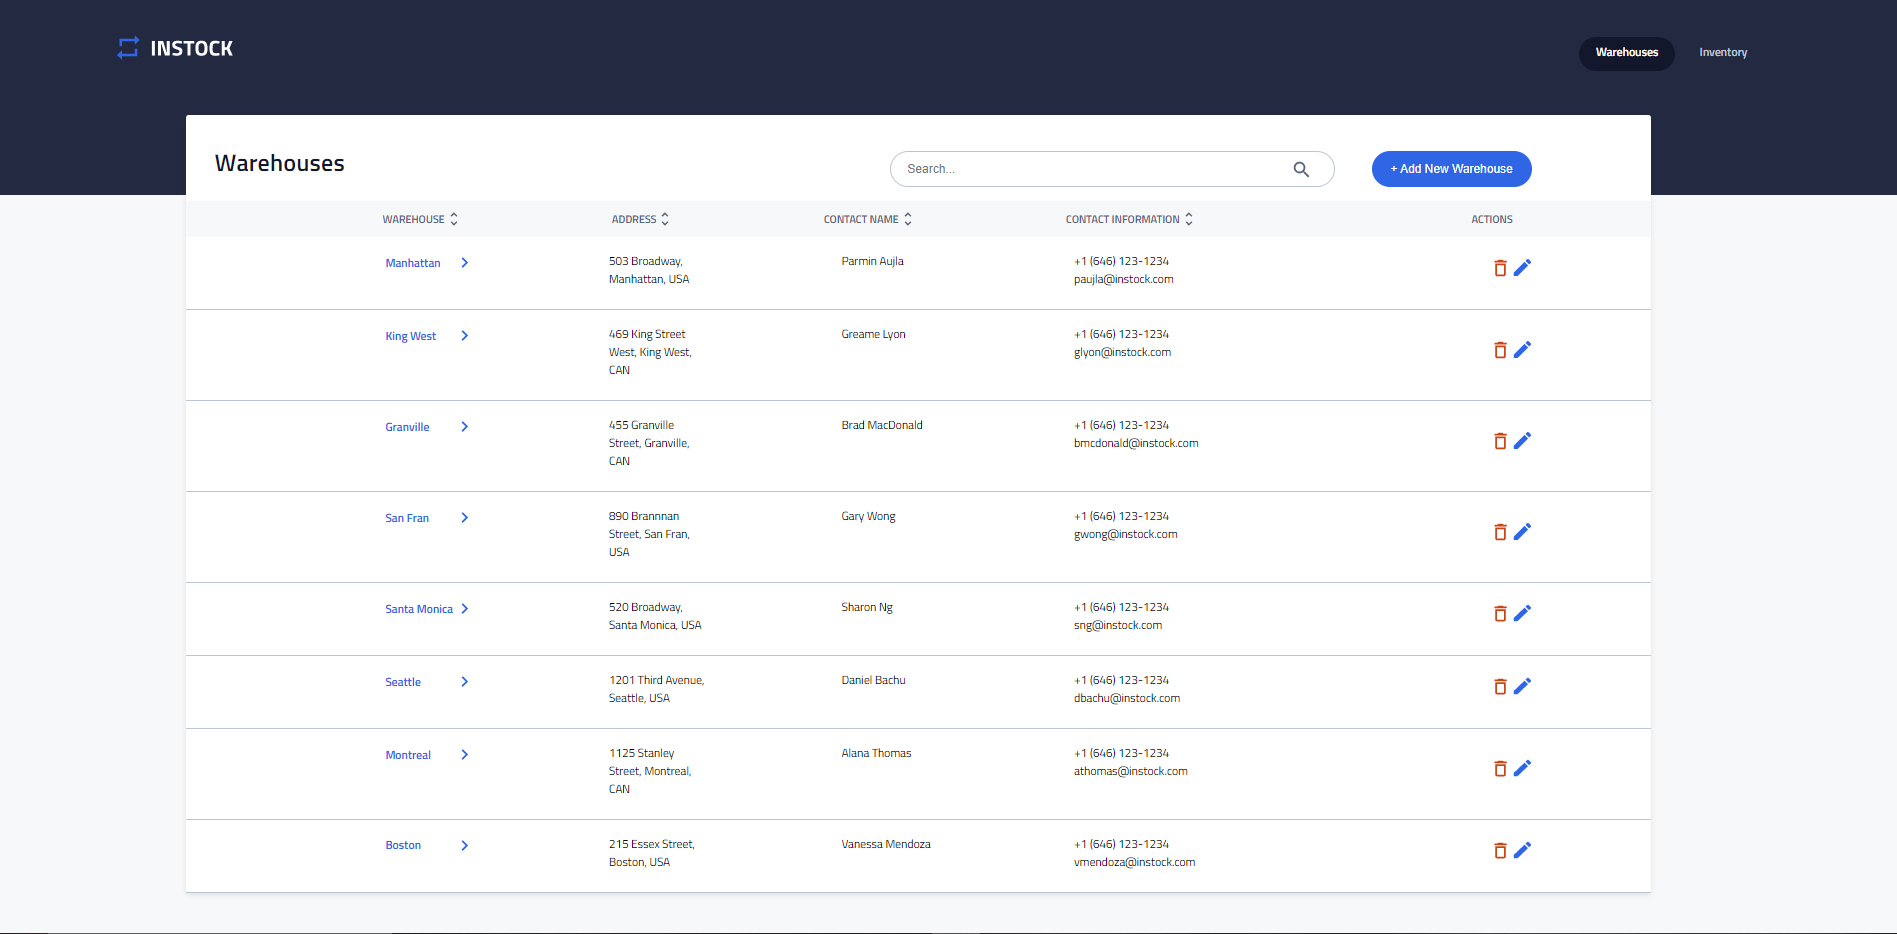 INSTOCK
Warehouses
Inventory
Warehouses
Search...
+ Add New Warehouse
WAREHOUSE
ADDRESS
CONTACT NAME
CONTACT INFORMATION
ACTIONS
Manhattan
503 Broadway,
Manhattan, USA
Parmin Aujla
+1 (646) 123-1234
paujla@instock.com
King West
469 King Street
West, King West,
CAN
Greame Lyon
+1 (646) 123-1234
glyon@instock.com
Granville
455 Granville
Street, Granville,
CAN
Brad MacDonald
+1 (646) 123-1234
bmcdonald@instock.com
San Fran
890 Brannnan
Street, San Fran,
USA
Gary Wong
+1 (646) 123-1234
gwong@instock.com
Santa Monica
520 Broadway,
Santa Monica, USA
Sharon Ng
+1 (646) 123-1234
sng@instock.com
Seattle
1201 Third Avenue,
Seattle, USA
Daniel Bachu
+1 (646) 123-1234
dbachu@instock.com
Montreal
1125 Stanley
Street, Montreal,
CAN
Alana Thomas
+1 (646) 123-1234
athomas@instock.com
Boston
215 Essex Street,
Boston, USA
Vanessa Mendoza
+1 (646) 123-1234
vmendoza@instock.com